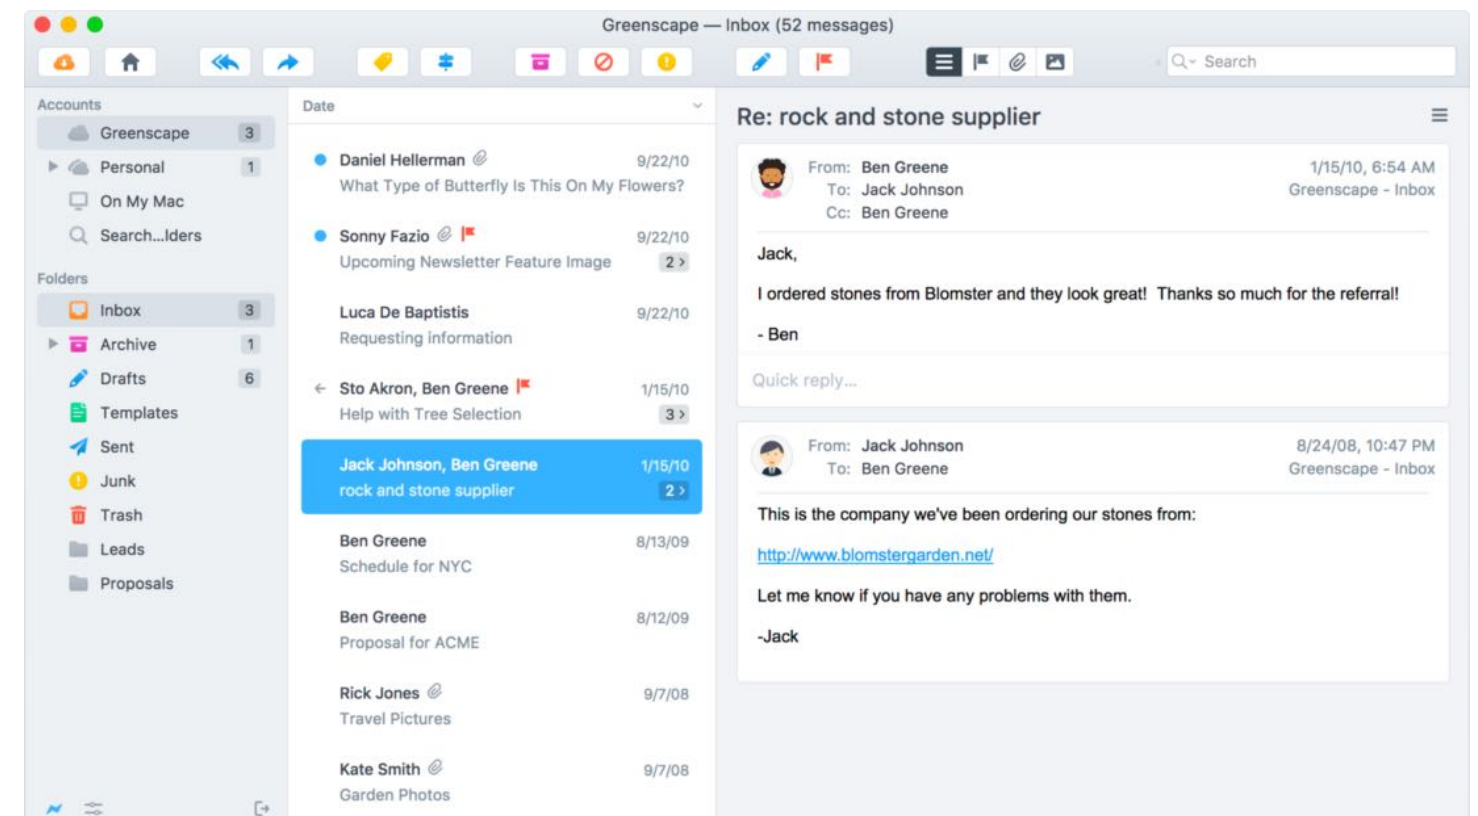 Greenscape — Inbox (52 messages)
Search
Accounts
Greenscape 3
Personal 1
On My Mac
Search...lders
Folders
Inbox 3
Archive 1
Drafts 6
Templates
Sent
Junk
Trash
Leads
Proposals
Date
Daniel Hellerman 9/22/10
What Type of Butterfly Is This On My Flowers?
Sonny Fazio 9/22/10
Upcoming Newsletter Feature Image 2 >
Luca De Baptistis 9/22/10
Requesting information
Sto Akron, Ben Greene 1/15/10
Help with Tree Selection 3 >
Jack Johnson, Ben Greene 1/15/10
rock and stone supplier 2 >
Ben Greene 8/13/09
Schedule for NYC
Ben Greene 8/12/09
Proposal for ACME
Rick Jones 9/7/08
Travel Pictures
Kate Smith 9/7/08
Garden Photos
Re: rock and stone supplier
From: Ben Greene 1/15/10, 6:54 AM
To: Jack Johnson Greenscape - Inbox
Cc: Ben Greene
Jack,
I ordered stones from Blomster and they look great! Thanks so much for the referral!
- Ben
Quick reply...
From: Jack Johnson 8/24/08, 10:47 PM
To: Ben Greene Greenscape - Inbox
This is the company we've been ordering our stones from:
http://www.blomstergarden.net/
Let me know if you have any problems with them.
-Jack